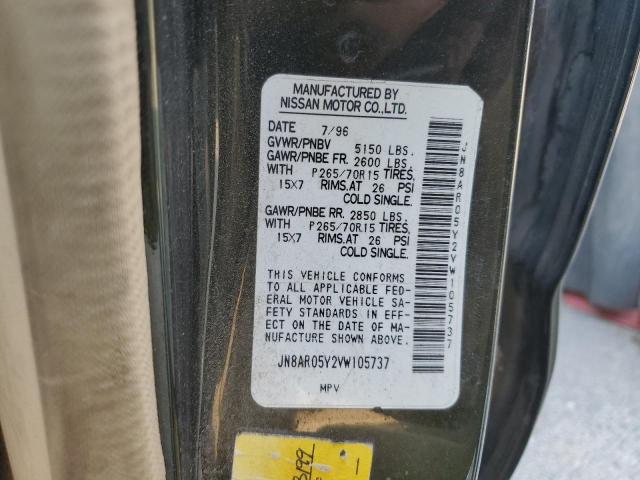 MANUFACTURED BY
NISSAN MOTOR CO.,LTD.
DATE 7/96
GVWR/PNBV 5150 LBS.
GAWR/PNBE FR. 2600 LBS.
WITH P265/70R15 TIRES,
15X7 RIMS,AT 26 PSI
COLD SINGLE.
GAWR/PNBE RR. 2850 LBS.
WITH P265/70R15 TIRES,
15X7 RIMS,AT 26 PSI
COLD SINGLE.
THIS VEHICLE CONFORMS
TO ALL APPLICABLE FED-
ERAL MOTOR VEHICLE SA-
FETY STANDARDS IN EFF-
ECT ON THE DATE OF MA-
NUFACTURE SHOWN ABOVE.
JN8AR05Y2VW105737
MPV
JN8AR05Y2VW105737